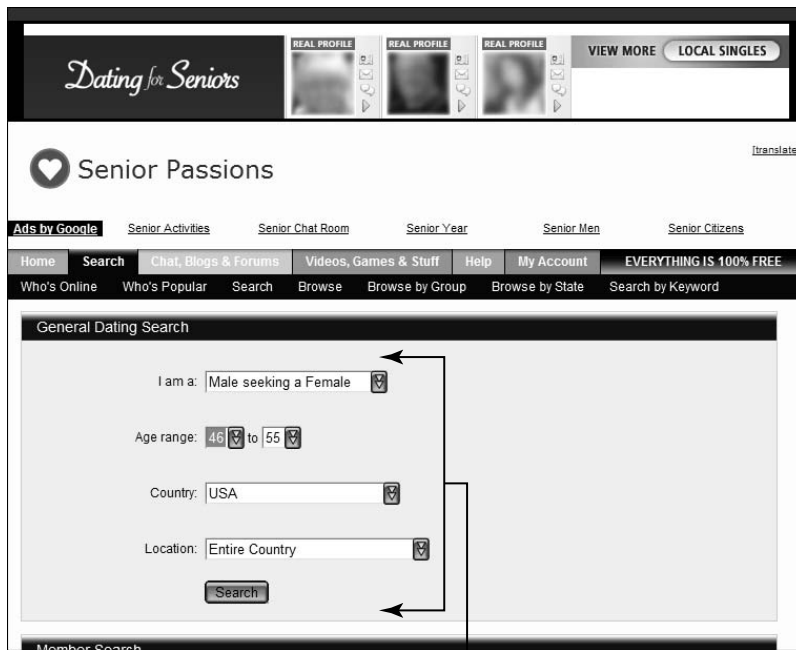 REAL PROFILE REAL PROFILE REAL PROFILE
VIEW MORE LOCAL SINGLES
Dating for Seniors
[translate
Senior Passions
Ads by Google Senior Activities Senior Chat Room Senior Year Senior Men Senior Citizens
Home Search Chat, Blogs & Forums Videos, Games & Stuff Help My Account EVERYTHING IS 100% FREE
Who's Online Who's Popular Search Browse Browse by Group Browse by State Search by Keyword
General Dating Search
I am a: Male seeking a Female
Age range: 46 to 55
Country: USA
Location: Entire Country
Search
Member Search